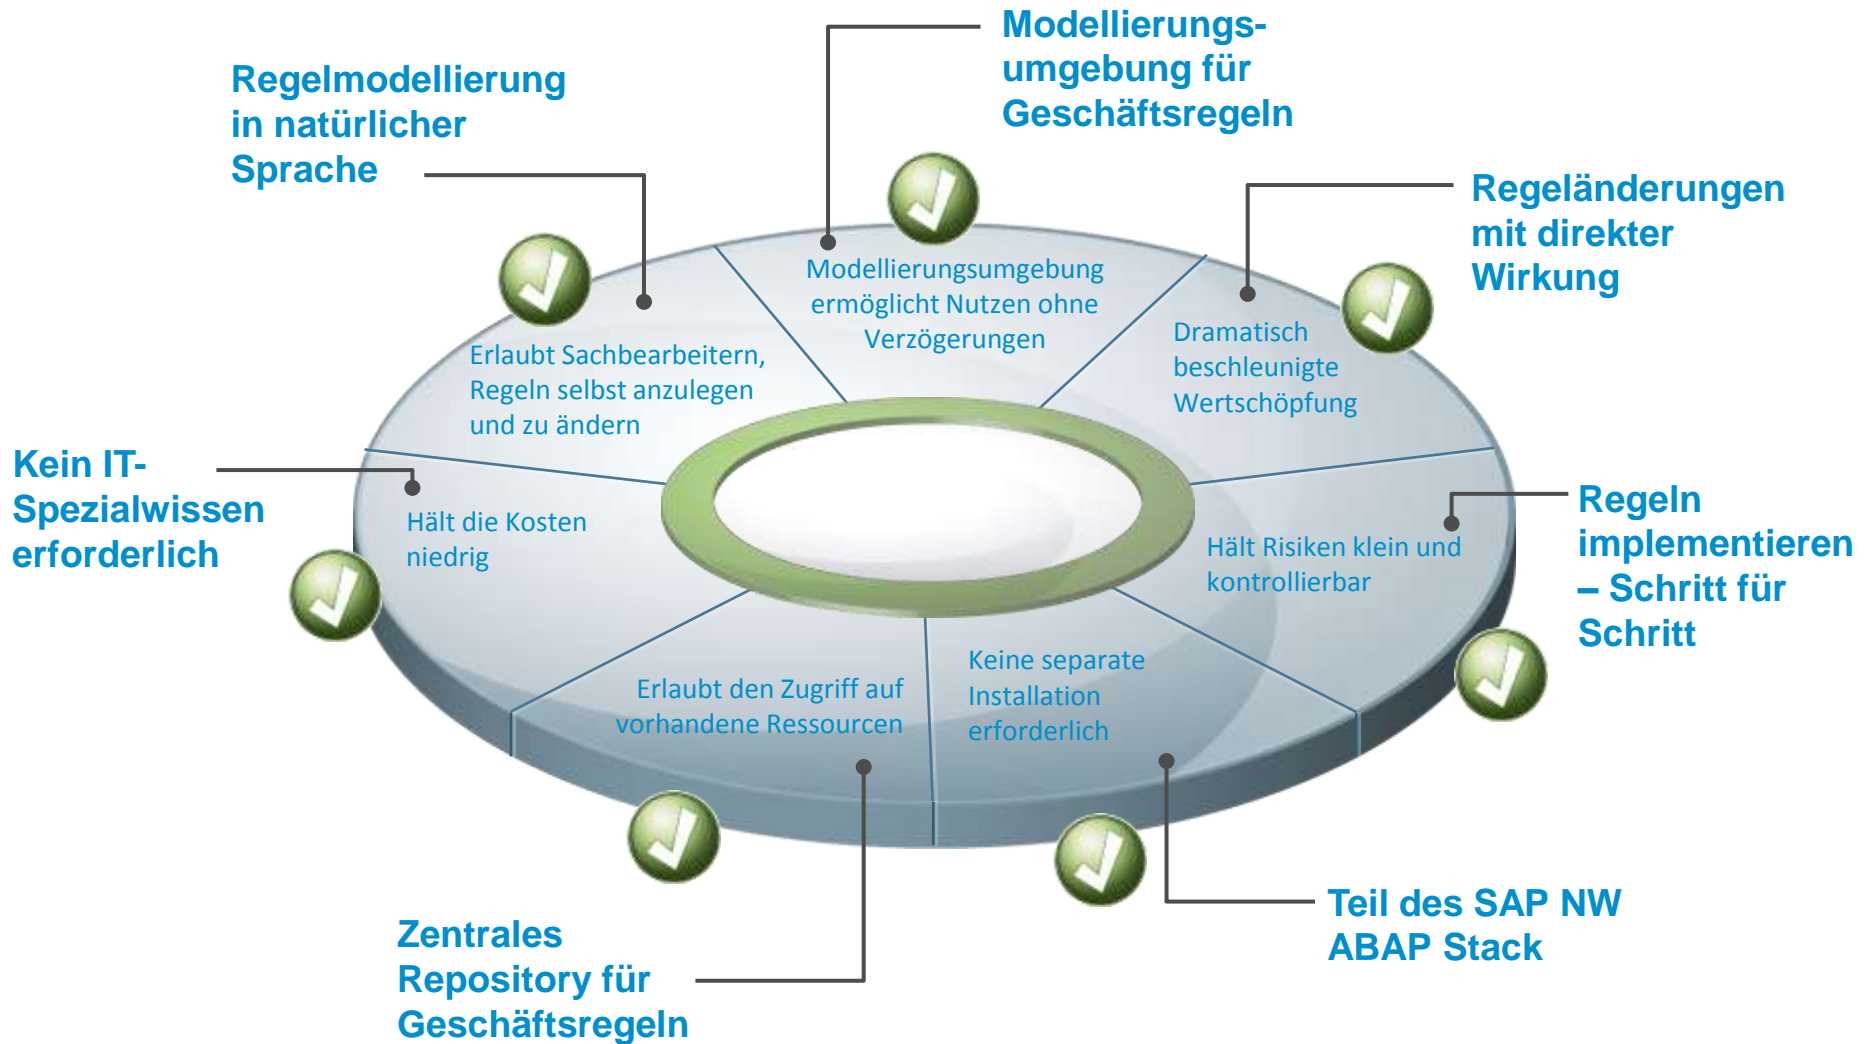 Modellierungs-
umgebung für
Geschäftsregeln
Regelmodellierung
in natürlicher
Sprache
Regeländerungen
mit direkter
Wirkung
Modellierungsumgebung
ermöglicht Nutzen ohne
Verzögerungen
Dramatisch
beschleunigte
Wertschöpfung
Erlaubt Sachbearbeitern,
Regeln selbst anzulegen
und zu ändern
Kein IT-
Spezialwissen
erforderlich
Hält die Kosten
niedrig
Hält Risiken klein und
kontrollierbar
Regeln
implementieren
– Schritt für
Schritt
Erlaubt den Zugriff auf
vorhandene Ressourcen
Keine separate
Installation
erforderlich
Zentrales
Repository für
Geschäftsregeln
Teil des SAP NW
ABAP Stack